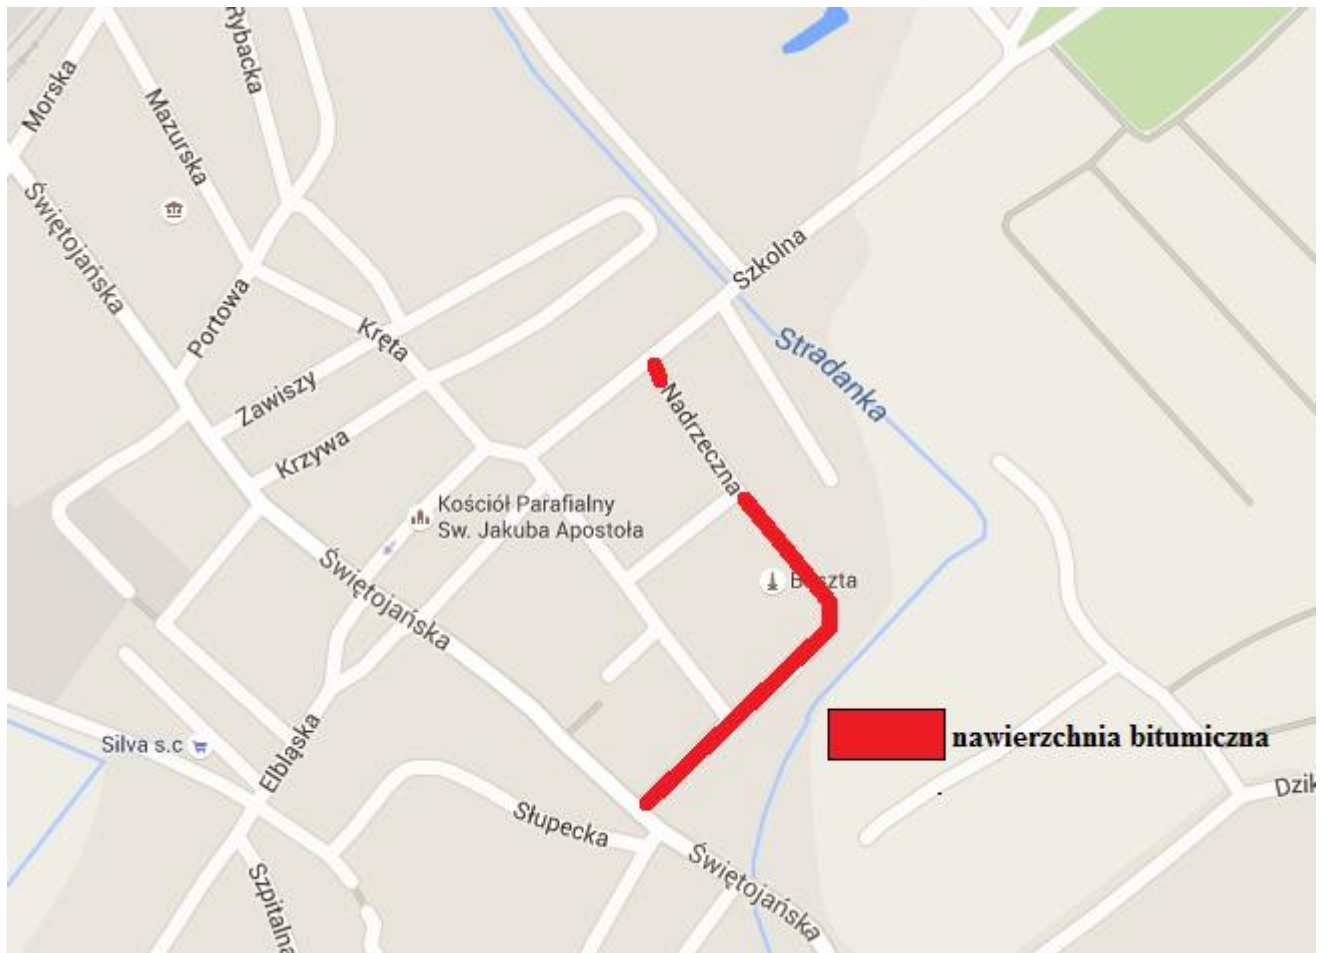 Rybacka
Morska
Mazurska
Świętojańska
Szkolna
Portowa
Kręta
Stradanka
Zawiszy
Nadrzeczna
Krzywa
Kościół Parafialny
Sw. Jakuba Apostoła
Świętojańska
Silva s.c
Elbląska
nawierzchnia bitumiczna
Słupecka
Świętojańska
Szpitalna